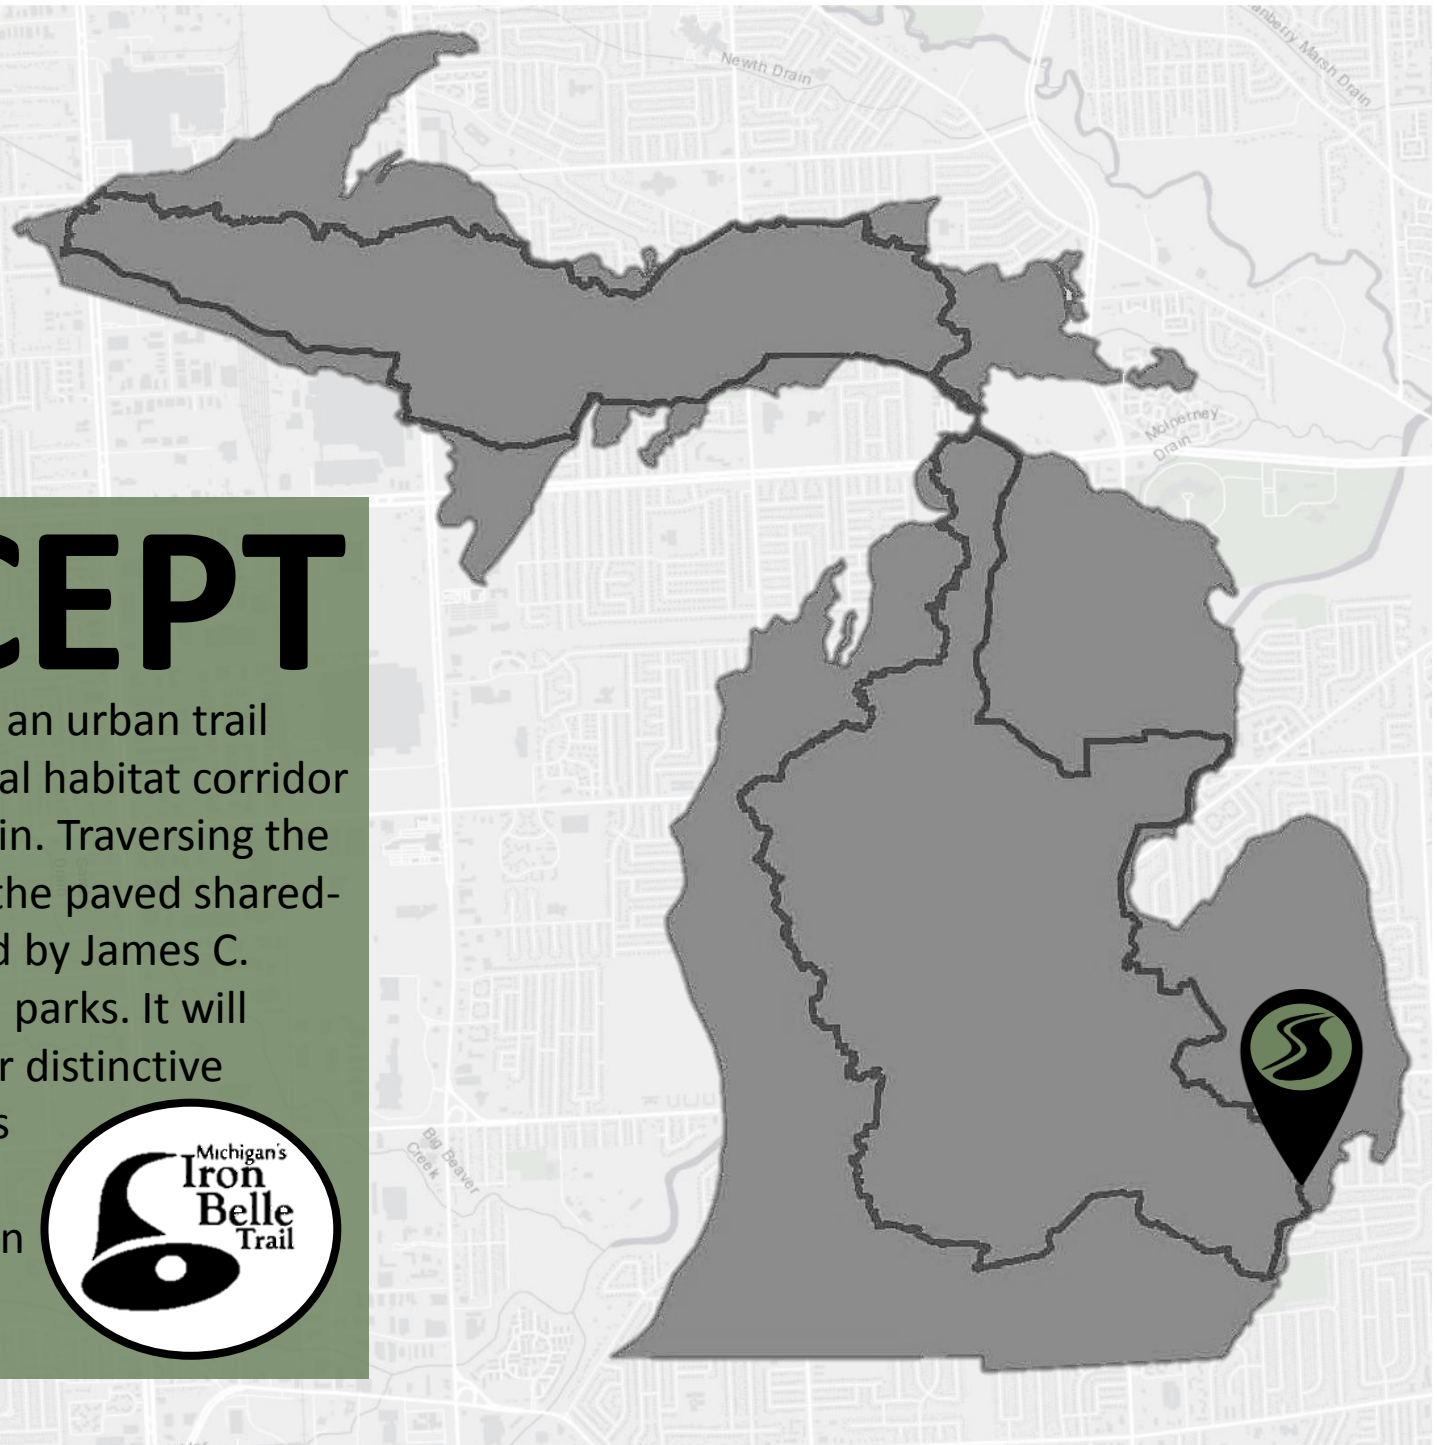 Newth Drain
anberry Marsh Drain
McInerney
Drain
CEPT
an urban trail
al habitat corridor
in. Traversing the
the paved shared-
d by James C.
parks. It will
r distinctive
s
n
Michigan's
Iron
Belle
Trail
Big Beaver
Creek